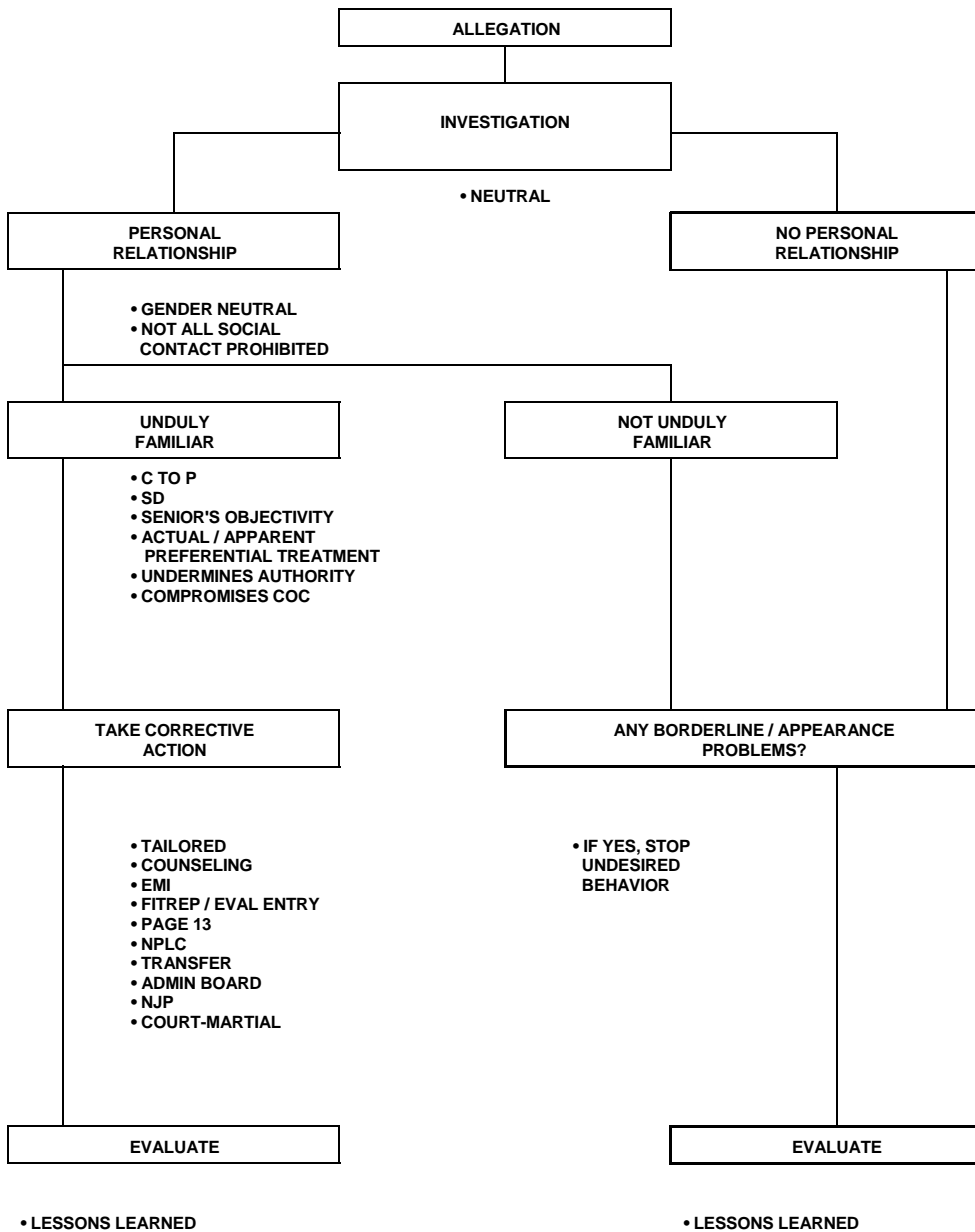 ALLEGATION
INVESTIGATION
• NEUTRAL
PERSONAL
RELATIONSHIP
NO PERSONAL
RELATIONSHIP
• GENDER NEUTRAL
• NOT ALL SOCIAL
CONTACT PROHIBITED
UNDULY
FAMILIAR
NOT UNDULY
FAMILIAR
• C TO P
• SD
• SENIOR'S OBJECTIVITY
• ACTUAL / APPARENT
PREFERENTIAL TREATMENT
• UNDERMINES AUTHORITY
• COMPROMISES COC
TAKE CORRECTIVE
ACTION
ANY BORDERLINE / APPEARANCE
PROBLEMS?
• TAILORED
• COUNSELING
• EMI
• FITREP / EVAL ENTRY
• PAGE 13
• NPLC
• TRANSFER
• ADMIN BOARD
• NJP
• COURT-MARTIAL
• IF YES, STOP
UNDESIRED
BEHAVIOR
EVALUATE
EVALUATE
• LESSONS LEARNED
• LESSONS LEARNED